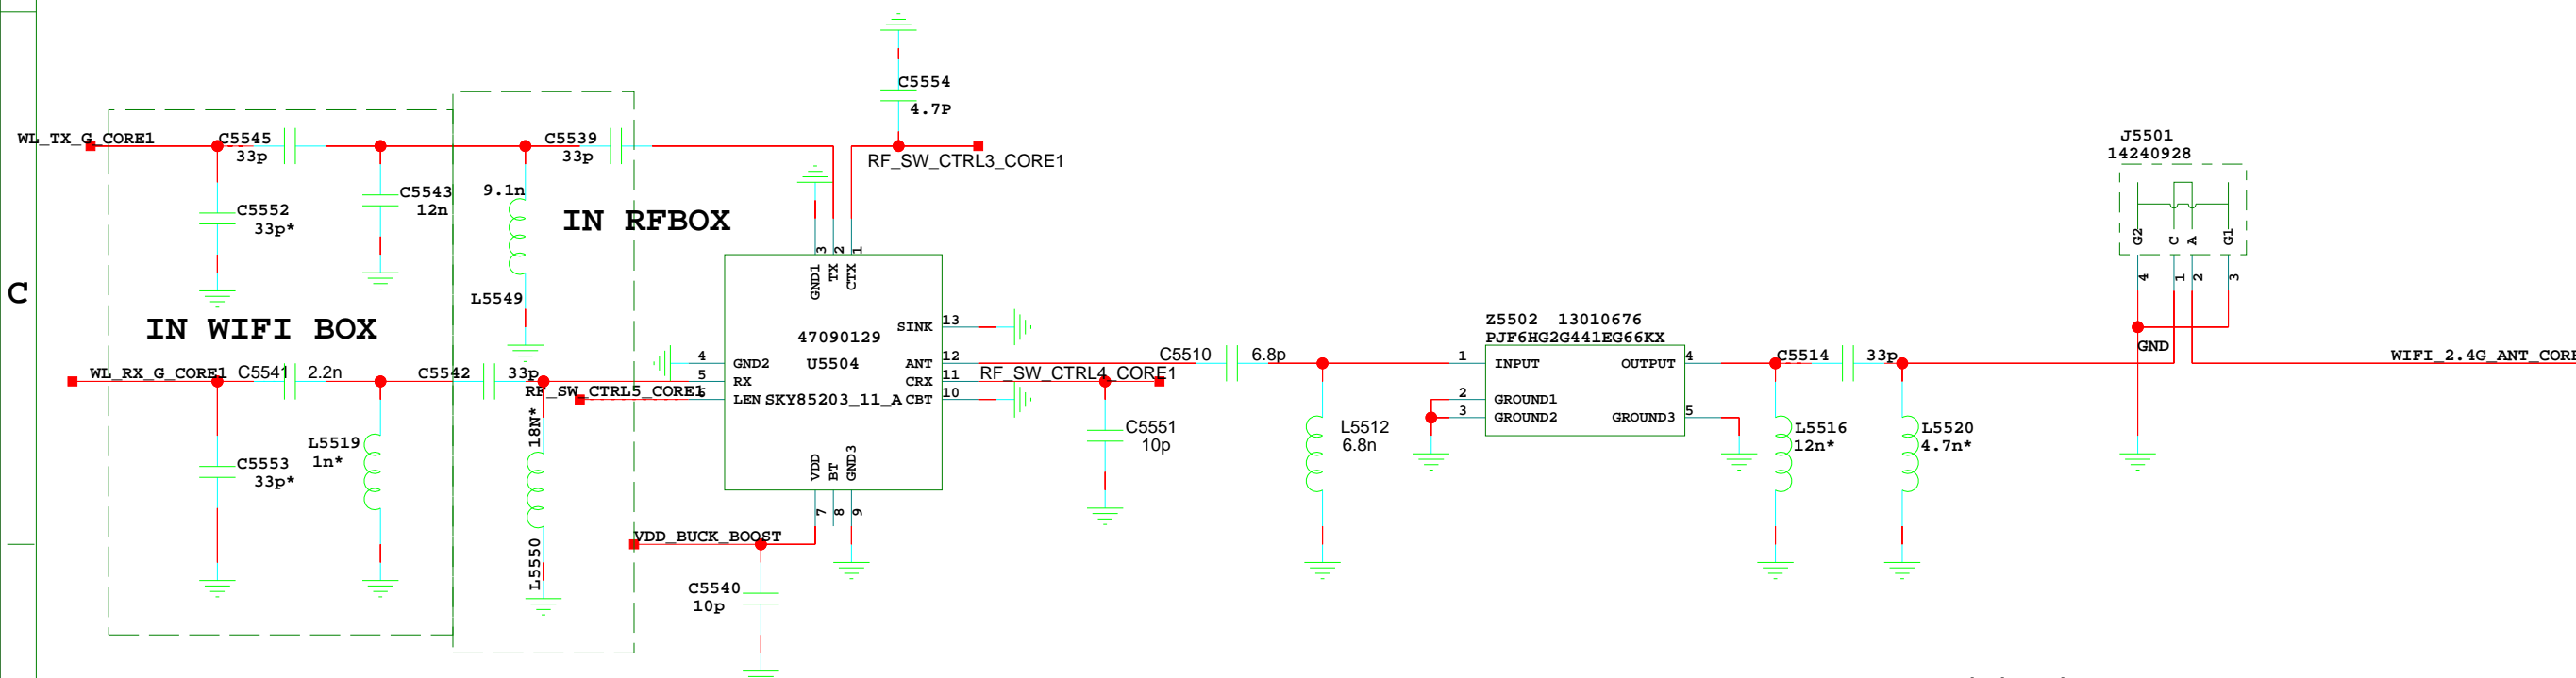 C5554
4.7P
WL_TX_G_CORE1
C5545
33p
C5539
33p
RF_SW_CTRL3_CORE1
J5501
14240928
C5543
12n
9.1n
C5552
33p*
IN RFBOX
G2
C
A
G1
4
1
2
3
3
2
1
GND1
TX
CTX
L5549
C
IN WIFI BOX
SINK
13
47090129
U5504
SKY85203_11_A
4
GND2
5
RX
6
LEN
ANT
12
CRX
11
CBT
10
Z5502 13010676
PJF6HG2G441EG66KX
1
INPUT
OUTPUT
4
2
GROUND1
3
GROUND2
GROUND3
5
GND
C5510
6.8p
C5514
33p
WIFI_2.4G_ANT_CORE
WL_RX_G_CORE1
C5541
2.2n
C5542
33p
RF_SW_CTRL5_CORE1
RF_SW_CTRL4_CORE1
18N*
L5519
1n*
C5553
33p*
C5551
10p
L5512
6.8n
L5516
12n*
L5520
4.7n*
VDD
BT
GND3
7
8
9
L5550
VDD_BUCK_BOOST
C5540
10p